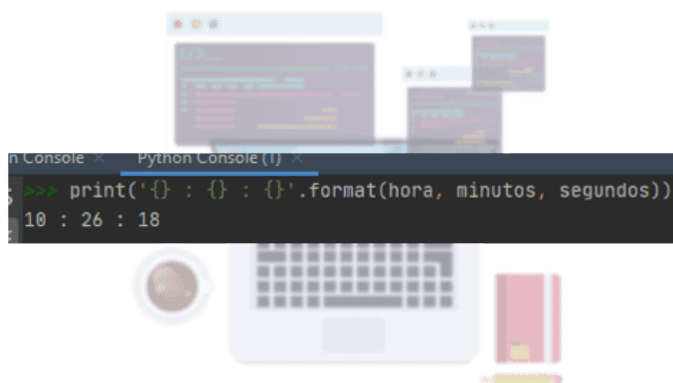 n Console × Python Console (1) ×
>>> print('{} : {} : {}'.format(hora, minutos, segundos))
10 : 26 : 18